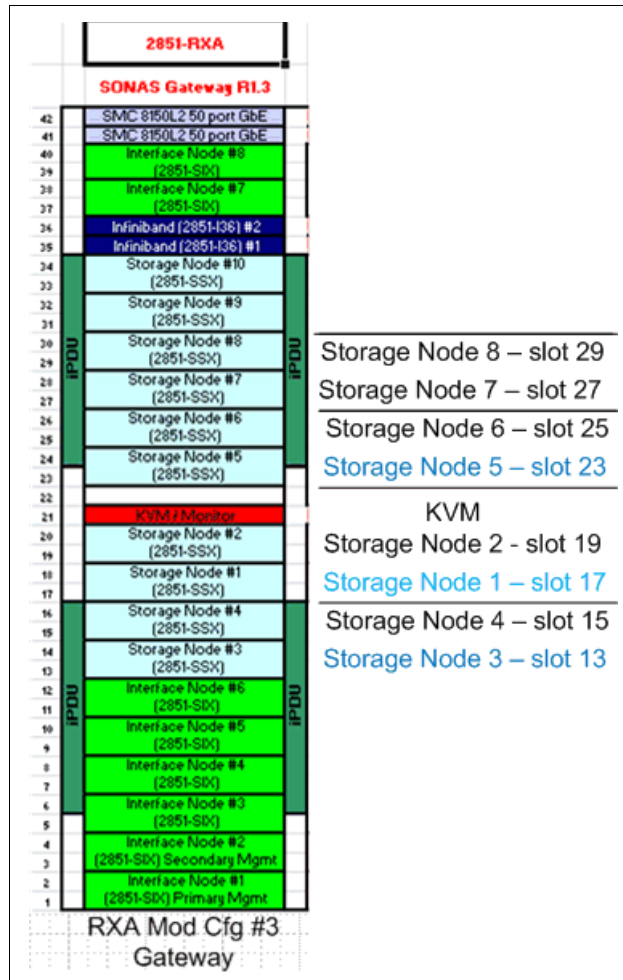 2851-RXA
SONAS Gateway R1.3
42 SMC 8150L2 50 port GbE
41 SMC 8150L2 50 port GbE
40 Interface Node #8
39 (2851-SIX)
38 Interface Node #7
37 (2851-SIX)
36 Infiniband (2851-I36) #2
35 Infiniband (2851-I36) #1
34 Storage Node #10
33 (2851-SSX)
32 Storage Node #9
31 (2851-SSX)
30 Storage Node #8
29 (2851-SSX)
28 Storage Node #7
27 (2851-SSX)
26 Storage Node #6
25 (2851-SSX)
24 Storage Node #5
23 (2851-SSX)
22
21 KVM / Monitor
20 Storage Node #2
19 (2851-SSX)
18 Storage Node #1
17 (2851-SSX)
16 Storage Node #4
15 (2851-SSX)
14 Storage Node #3
13 (2851-SSX)
12 Interface Node #6
11 (2851-SIX)
10 Interface Node #5
9 (2851-SIX)
8 Interface Node #4
7 (2851-SIX)
6 Interface Node #3
5 (2851-SIX)
4 Interface Node #2
3 (2851-SIX) Secondary Mgmt
2 Interface Node #1
1 (2851-SIX) Primary Mgmt
iPDU
iPDU
iPDU
iPDU
Storage Node 8 – slot 29
Storage Node 7 – slot 27
Storage Node 6 – slot 25
Storage Node 5 – slot 23
KVM
Storage Node 2 - slot 19
Storage Node 1 – slot 17
Storage Node 4 – slot 15
Storage Node 3 – slot 13
RXA Mod Cfg #3
Gateway